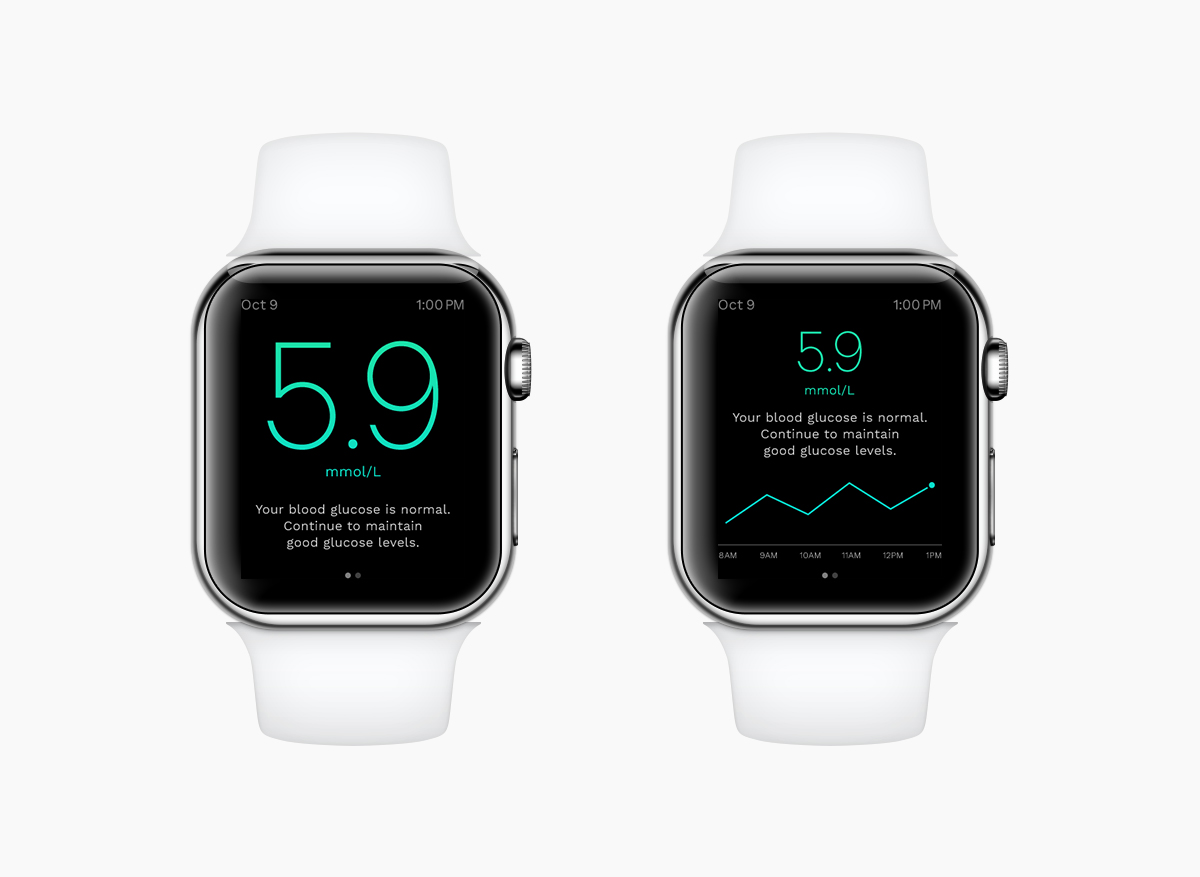 Oct 9 1:00 PM
5.9
mmol/L
Your blood glucose is normal.
Continue to maintain
good glucose levels.
Oct 9 1:00 PM
5.9
mmol/L
Your blood glucose is normal.
Continue to maintain
good glucose levels.
8AM 9AM 10AM 11AM 12PM 1PM